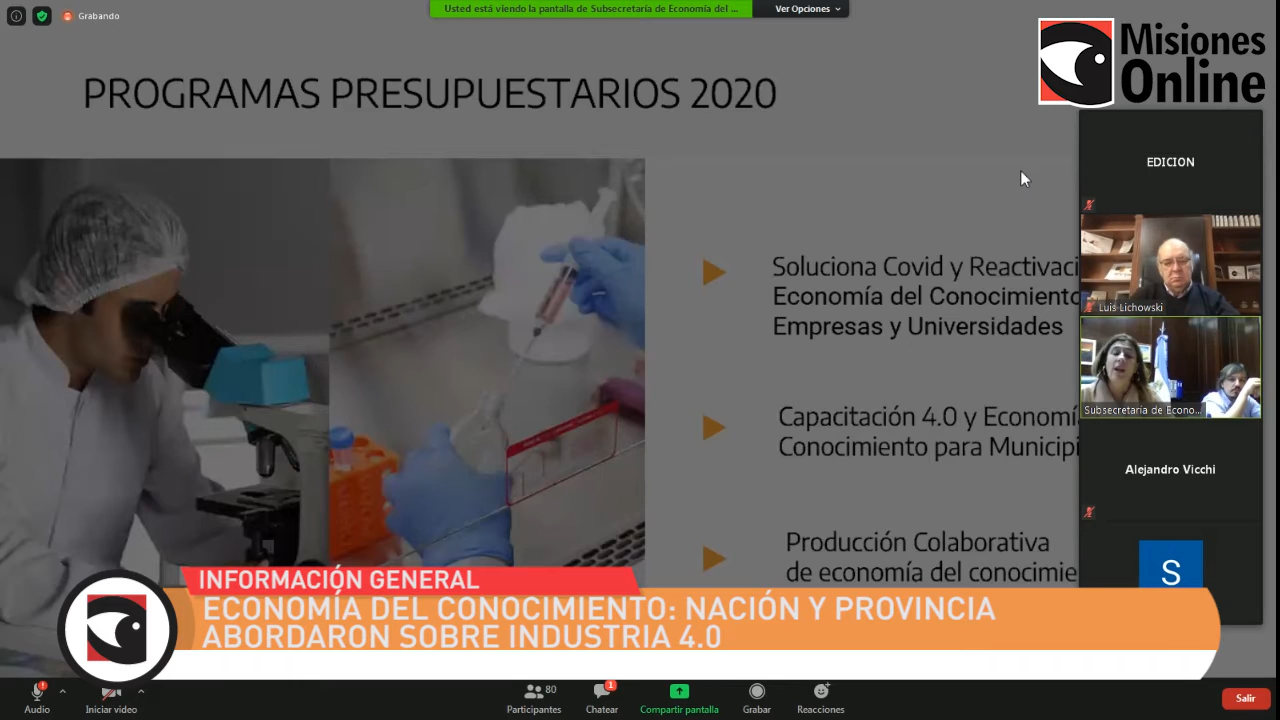 Grabando
Usted está viendo la pantalla de Subsecretaría de Economía del ...
Ver Opciones
Misiones
Online
PROGRAMAS PRESUPUESTARIOS 2020
EDICION
Luis Lichowski
Subsecretaría de Econo...
Alejandro Vicchi
S
Soluciona Covid y Reactivaci
Economía del Conocimiento
Empresas y Universidades
Capacitación 4.0 y Economía
Conocimiento para Municipi
Producción Colaborativa
de economía del conocimie
INFORMACIÓN GENERAL
ECONOMÍA DEL CONOCIMIENTO: NACIÓN Y PROVINCIA
ABORDARON SOBRE INDUSTRIA 4.0
Audio
Iniciar video
80
Participantes
1
Chatear
Compartir pantalla
Grabar
Reacciones
Salir